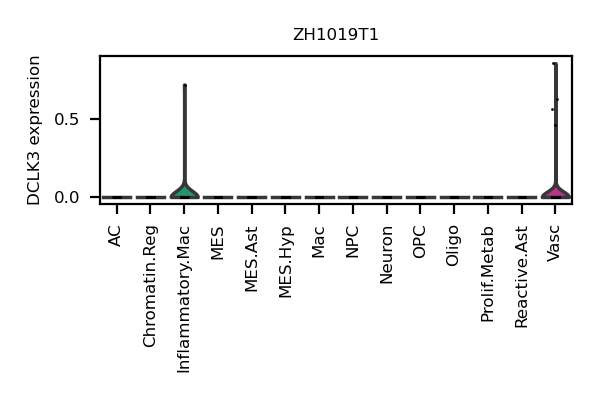 ZH1019T1
DCLK3 expression
0.5
0.0
AC
Chromatin.Reg
Inflammatory.Mac
MES
MES.Ast
MES.Hyp
Mac
NPC
Neuron
OPC
Oligo
Prolif.Metab
Reactive.Ast
Vasc